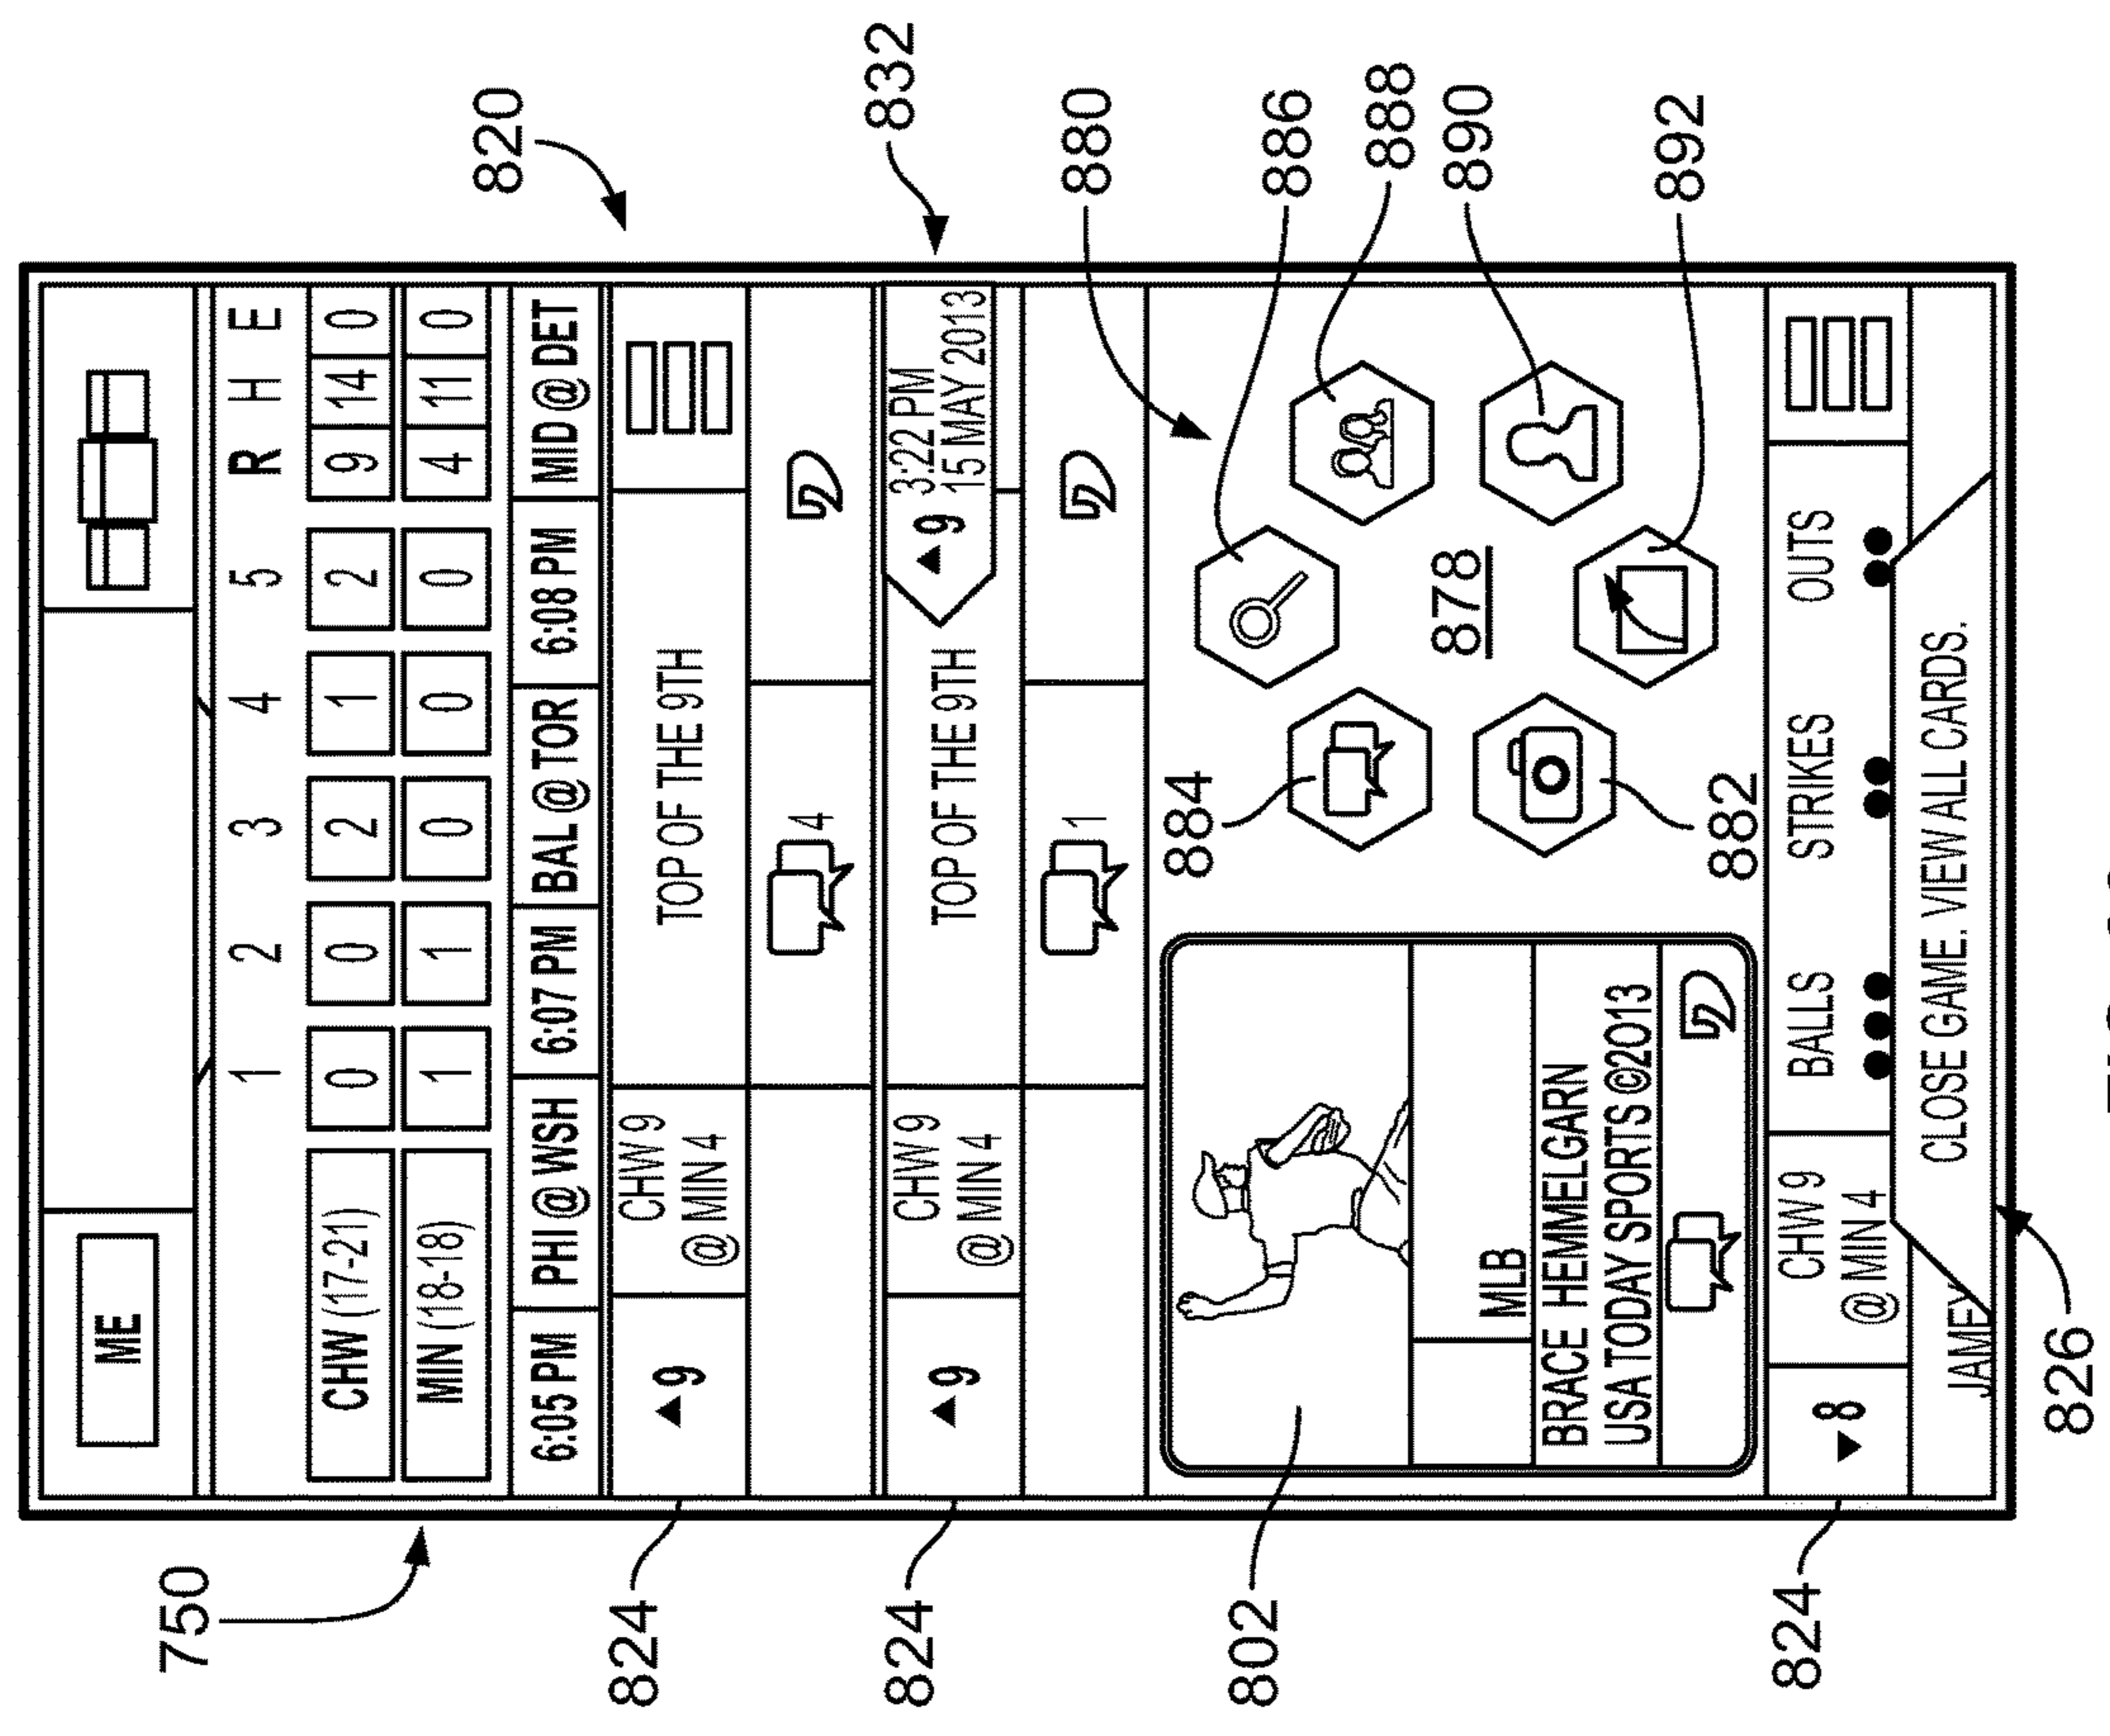 ME
1 2 3 4 5 R H E
CHW (17-21) 0 0 2 1 2 9 14 0
MIN (18-18) 1 1 0 0 0 4 11 0
6:05 PM PHI @ WSH 6:07 PM BAL @ TOR 6:08 PM MID @ DET
▲ 9 CHW 9 TOP OF THE 9TH
@ MIN 4
4
▲ 9 CHW 9 TOP OF THE 9TH
@ MIN 4
▲ 9 3:22 PM
15 MAY 2013
1
MLB
BRACE HEMMELGARN
USA TODAY SPORTS ©2013
▼ 8 CHW 9 BALLS STRIKES OUTS
@ MIN 4
JAMEY
CLOSE GAME. VIEW ALL CARDS.
750
820
824
832
824
880
884
886
888
878
890
802
882
892
824
826